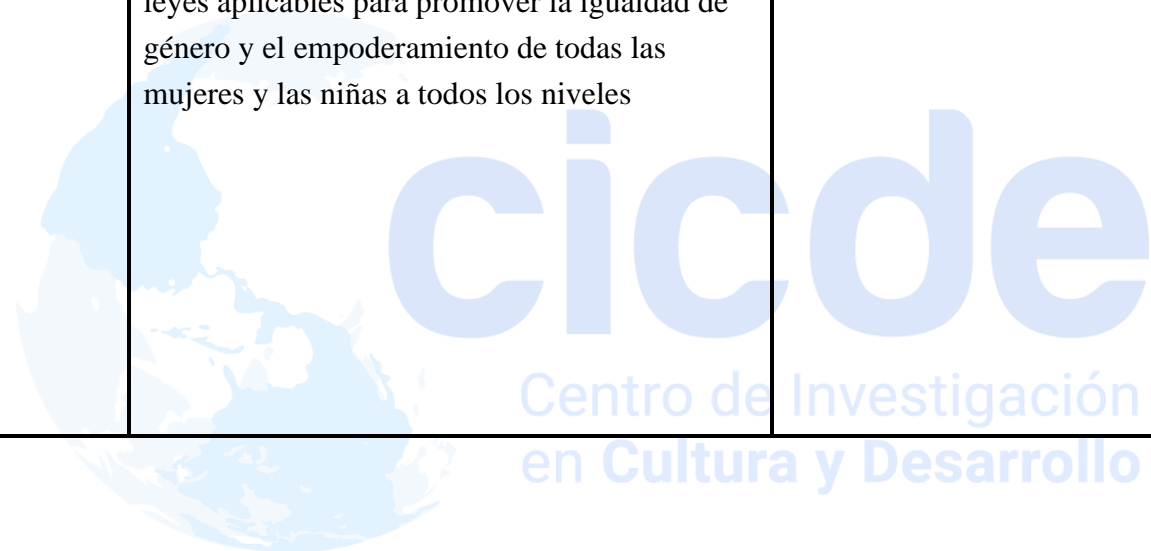 leyes aplicables para promover la igualdad de
género y el empoderamiento de todas las
mujeres y las niñas a todos los niveles
cicde
Centro de Investigación
en Cultura y Desarrollo